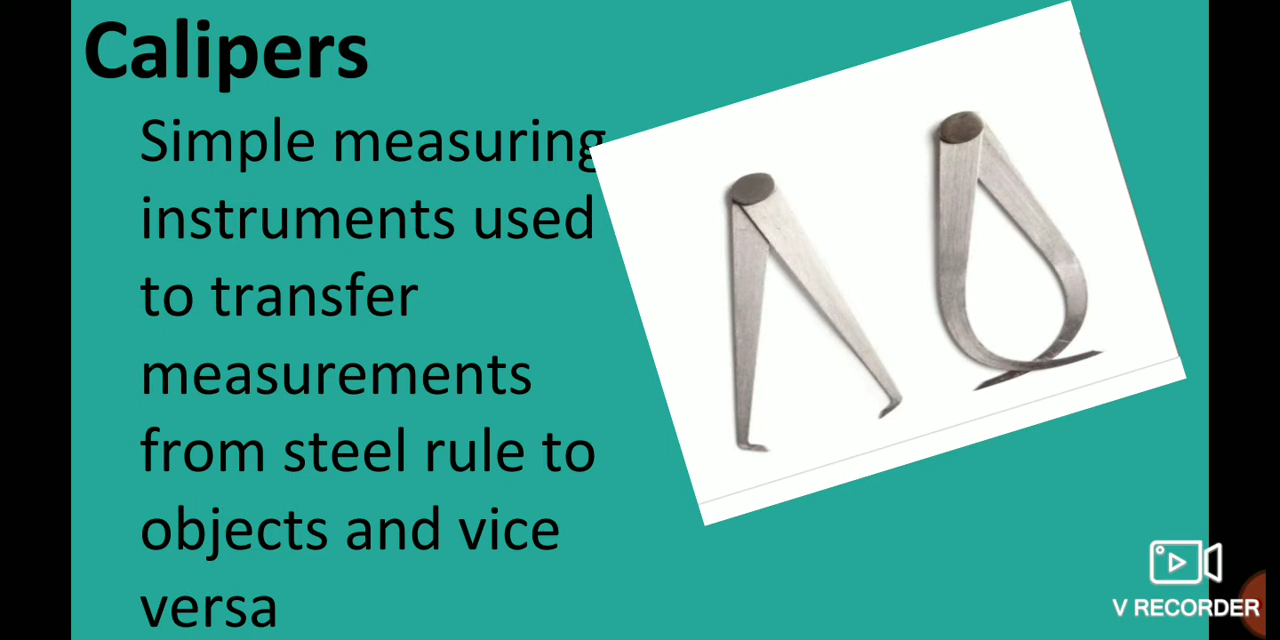 Calipers
Simple measuring
instruments used
to transfer
measurements
from steel rule to
objects and vice
versa
V RECORDER